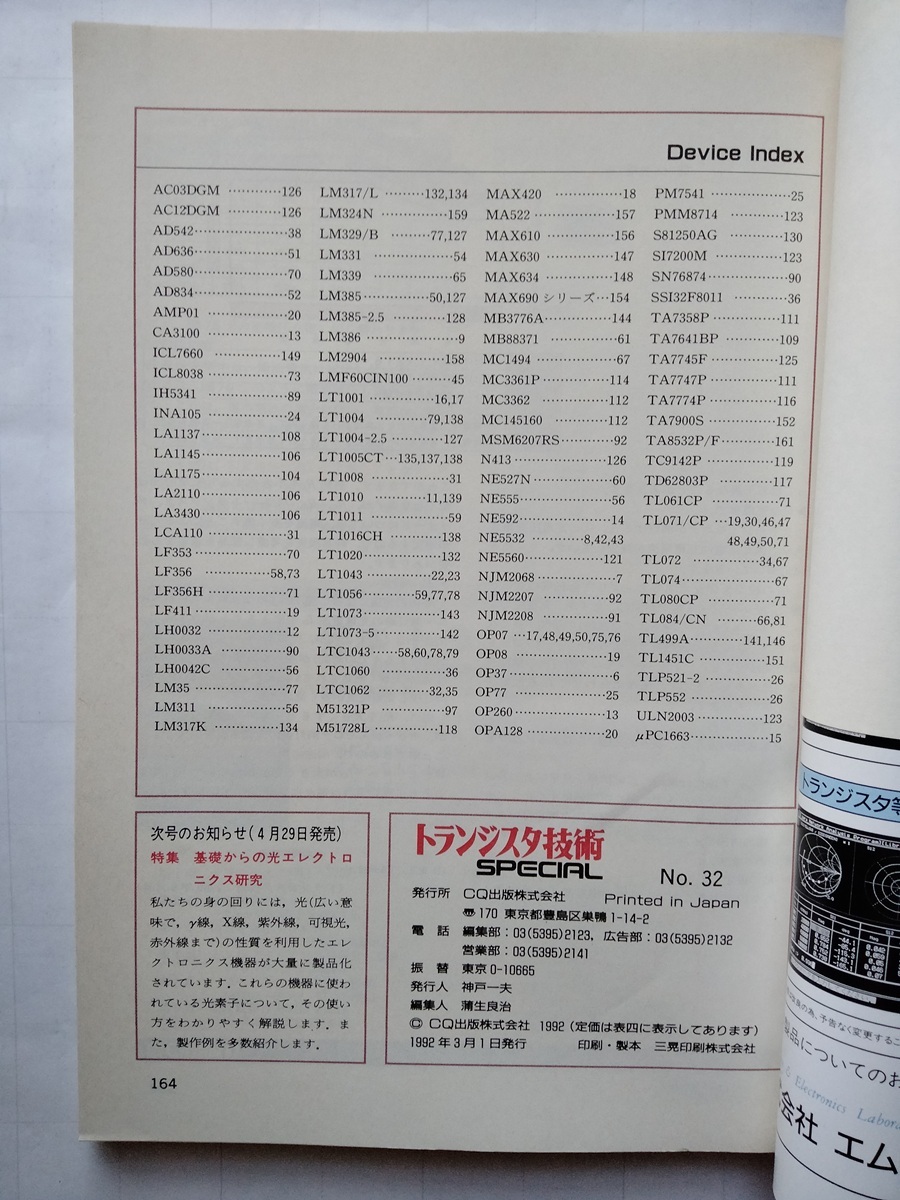 Device Index
AC03DGM …………126
AC12DGM …………126
AD542………………38
AD636………………51
AD580………………70
AD834………………52
AMP01 ………………20
CA3100 ………………13
ICL7660 ……………149
ICL8038 ………………73
IH5341 ………………89
INA105 ………………24
LA1137………………108
LA1145………………106
LA1175………………104
LA2110………………106
LA3430………………106
LCA110 ………………31
LF353 …………………70
LF356 ……………58,73
LF356H ………………71
LF411 …………………19
LH0032 ………………12
LH0033A ……………90
LH0042C ……………56
LM35 …………………77
LM311 ………………56
LM317K ……………134
LM317/L ………132,134
LM324N ……………159
LM329/B ………77,127
LM331 ………………54
LM339 ………………65
LM385……………50,127
LM385-2.5 …………128
LM386 …………………9
LM2904 ……………158
LMF60CIN100 ………45
LT1001 ……………16,17
LT1004 …………79,138
LT1004-2.5 …………127
LT1005CT…135,137,138
LT1008 ………………31
LT1010 …………11,139
LT1011 ………………59
LT1016CH …………138
LT1020………………132
LT1043 ……………22,23
LT1056…………59,77,78
LT1073………………143
LT1073-5……………142
LTC1043……58,60,78,79
LTC1060 ……………36
LTC1062 …………32,35
M51321P ……………97
M51728L ……………118
MAX420 ………………18
MA522 ………………157
MAX610 ……………156
MAX630 ……………147
MAX634 ……………148
MAX690 シリーズ…154
MB3776A……………144
MB88371 ……………61
MC1494 ………………67
MC3361P ……………114
MC3362 ……………112
MC145160 …………112
MSM6207RS…………92
N413 …………………126
NE527N ………………60
NE555…………………56
NE592…………………14
NE5532 …………8,42,43
NE5560………………121
NJM2068 ………………7
NJM2207 ……………92
NJM2208 ……………91
OP07 …17,48,49,50,75,76
OP08 …………………19
OP37……………………6
OP77 …………………25
OP260 ………………13
OPA128 ………………20
PM7541 ………………25
PMM8714 …………123
S81250AG …………130
SI7200M ……………123
SN76874………………90
SSI32F8011 …………36
TA7358P ……………111
TA7641BP …………109
TA7745F ……………125
TA7747P ……………111
TA7774P ……………116
TA7900S ……………152
TA8532P/F…………161
TC9142P ……………119
TD62803P …………117
TL061CP ……………71
TL071/CP …19,30,46,47
48,49,50,71
TL072 ……………34,67
TL074…………………67
TL080CP ……………71
TL084/CN ………66,81
TL499A…………141,146
TL1451C ……………151
TLP521-2 ……………26
TLP552 ………………26
ULN2003 ……………123
μPC1663………………15
次号のお知らせ(4月29日発売)
特集 基礎からの光エレクトロ
ニクス研究
私たちの身の回りには，光(広い意
味で，γ線，X線，紫外線，可視光，
赤外線まで)の性質を利用したエレ
クトロニクス機器が大量に製品化
されています．これらの機器に使わ
れている光素子について，その使い
方をわかりやすく解説します．ま
た，製作例を多数紹介します．
トランジスタ技術
SPECIAL
No. 32
発行所 CQ出版株式会社 Printed in Japan
〠170 東京都豊島区巣鴨1-14-2
電話 編集部：03(5395)2123，広告部：03(5395)2132
営業部：03(5395)2141
振替 東京0-10665
発行人 神戸一夫
編集人 蒲生良治
© CQ出版株式会社 1992 (定価は表四に表示してあります)
1992年3月1日発行 印刷・製本 三晃印刷株式会社
164
トランジスタ等
予告なく変更するこ
品についてのお
Electronics Labora
会社 エム